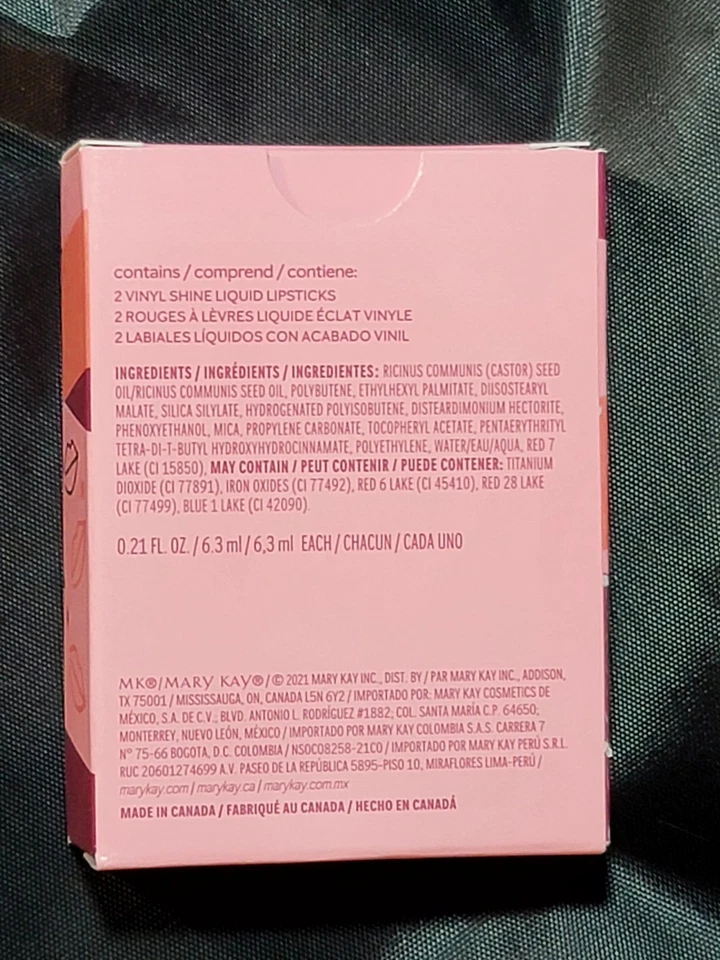 contains / comprend / contiene:
2 VINYL SHINE LIQUID LIPSTICKS
2 ROUGES À LÈVRES LIQUIDE ÉCLAT VINYLE
2 LABIALES LÍQUIDOS CON ACABADO VINIL
INGREDIENTS / INGRÉDIENTS / INGREDIENTES: RICINUS COMMUNIS (CASTOR) SEED
OIL/RICINUS COMMUNIS SEED OIL, POLYBUTENE, ETHYLHEXYL PALMITATE, DIISOSTEARYL
MALATE, SILICA SILYLATE, HYDROGENATED POLYISOBUTENE, DISTEARDIMONIUM HECTORITE,
PHENOXYETHANOL, MICA, PROPYLENE CARBONATE, TOCOPHERYL ACETATE, PENTAERYTHRITYL
TETRA-DI-T-BUTYL HYDROXYHYDROCINNAMATE, POLYETHYLENE, WATER/EAU/AQUA, RED 7
LAKE (CI 15850), MAY CONTAIN / PEUT CONTENIR / PUEDE CONTENER: TITANIUM
DIOXIDE (CI 77891), IRON OXIDES (CI 77492), RED 6 LAKE (CI 45410), RED 28 LAKE
(CI 77499), BLUE 1 LAKE (CI 42090).
0.21 FL. OZ. / 6.3 ml / 6,3 ml EACH / CHACUN / CADA UNO
MK®/MARY KAY®/© 2021 MARY KAY INC., DIST. BY / PAR MARY KAY INC., ADDISON,
TX 75001 / MISSISSAUGA, ON, CANADA L5N 6Y2 / IMPORTADO POR: MARY KAY COSMETICS DE
MÉXICO, S.A. DE C.V., BLVD. ANTONIO L. RODRÍGUEZ #1882; COL. SANTA MARÍA C.P. 64650;
MONTERREY, NUEVO LEÓN, MÉXICO / IMPORTADO POR MARY KAY COLOMBIA S.A.S. CARRERA 7
N° 75-66 BOGOTA, D.C. COLOMBIA / NSOC08258-21CO / IMPORTADO POR MARY KAY PERÚ S.R.L.
RUC 20601274699 A.V. PASEO DE LA REPÚBLICA 5895-PISO 10, MIRAFLORES LIMA-PERÚ /
marykay.com / marykay.ca / marykay.com.mx
MADE IN CANADA / FABRIQUÉ AU CANADA / HECHO EN CANADÁ